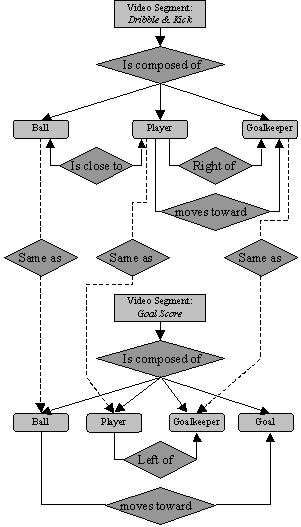 Video Segment:
Dribble & Kick
Is composed of
Ball
Player
Goalkeeper
Is close to
Right of
moves toward
Same as
Same as
Same as
Video Segment:
Goal Score
Is composed of
Ball
Player
Goalkeeper
Goal
Left of
moves toward